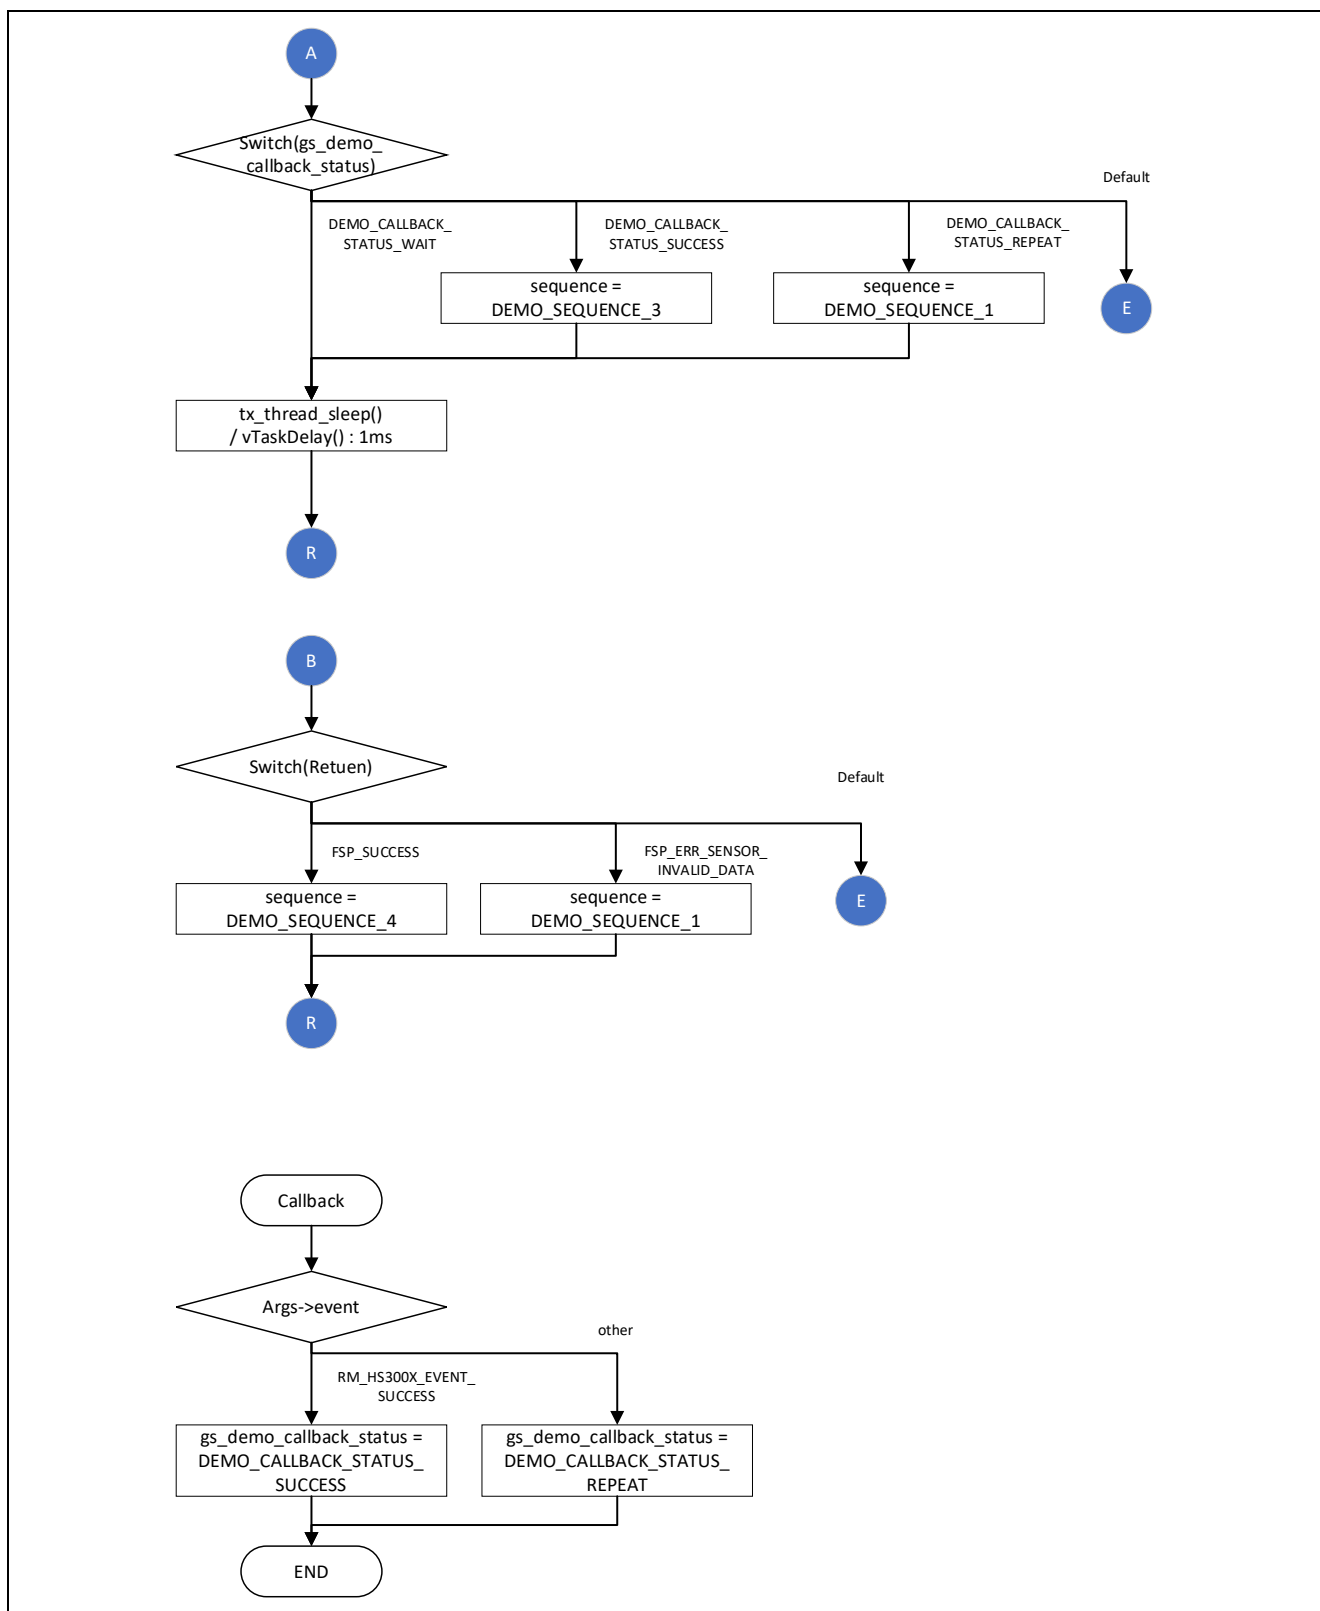 A
Switch(gs_demo_
callback_status)
Default
DEMO_CALLBACK_
STATUS_WAIT
DEMO_CALLBACK_
STATUS_SUCCESS
DEMO_CALLBACK_
STATUS_REPEAT
sequence =
DEMO_SEQUENCE_3
sequence =
DEMO_SEQUENCE_1
E
tx_thread_sleep()
/ vTaskDelay() : 1ms
R
B
Switch(Retuen)
Default
FSP_SUCCESS
FSP_ERR_SENSOR_
INVALID_DATA
sequence =
DEMO_SEQUENCE_4
sequence =
DEMO_SEQUENCE_1
E
R
Callback
Args->event
other
RM_HS300X_EVENT_
SUCCESS
gs_demo_callback_status =
DEMO_CALLBACK_STATUS_
SUCCESS
gs_demo_callback_status =
DEMO_CALLBACK_STATUS_
REPEAT
END